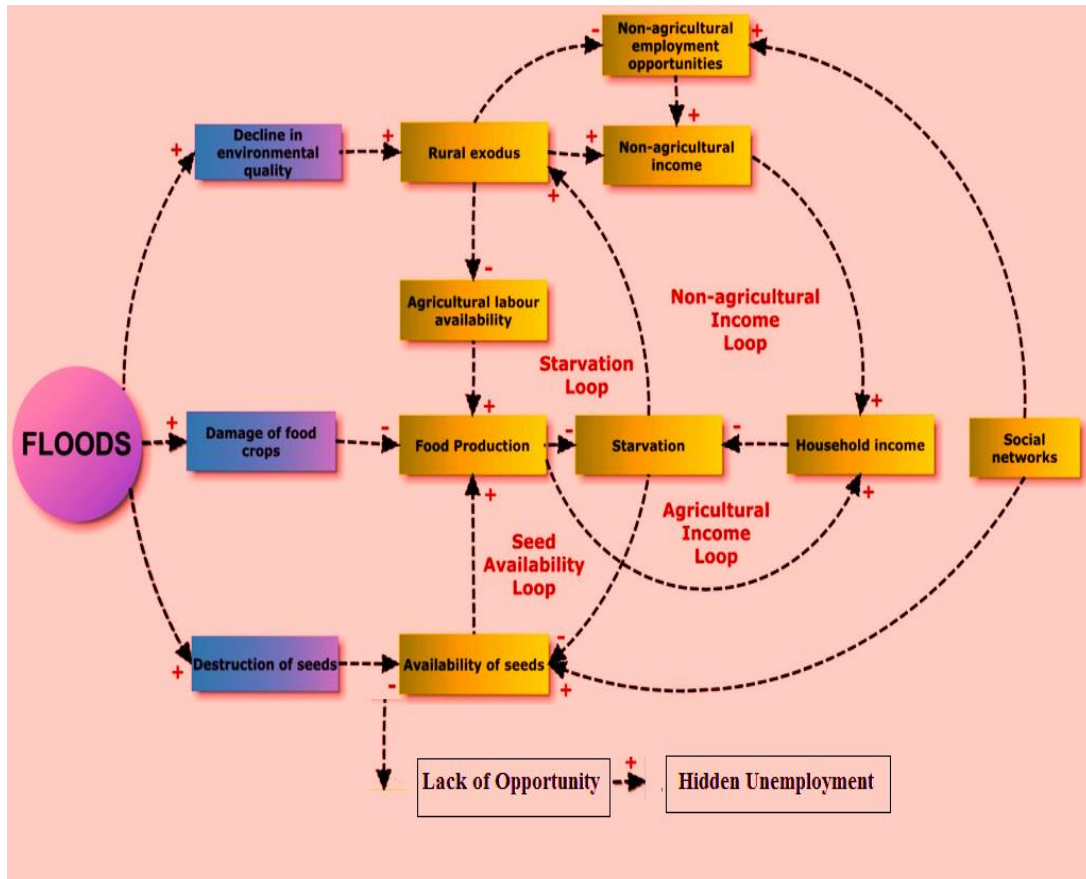 Non-agricultural
employment
opportunities
-
+
+
Decline in
environmental
quality
+
+
Rural exodus
+
Non-agricultural
income
+
+
-
Agricultural labour
availability
Non-agricultural
Income
Loop
Starvation
Loop
FLOODS
+
Damage of food
crops
-
+
Food Production
-
Starvation
-
+
Household income
Social
networks
+
+
Seed
Availability
Loop
Agricultural
Income
Loop
Destruction of seeds
+
-
Availability of seeds
-
+
Lack of Opportunity
+
Hidden Unemployment